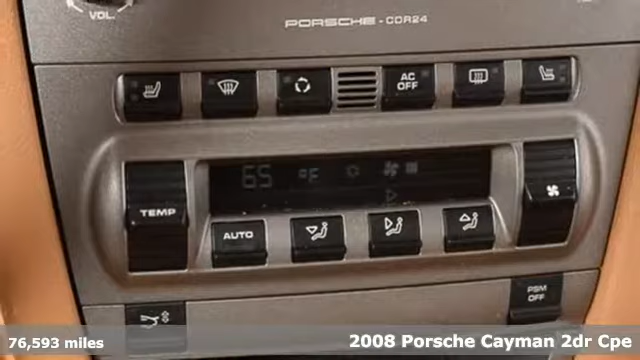 VOL.
PORSCHE - CDR24
AC
OFF
65 °F
TEMP
AUTO
PSM
OFF
76,593 miles
2008 Porsche Cayman 2dr Cpe